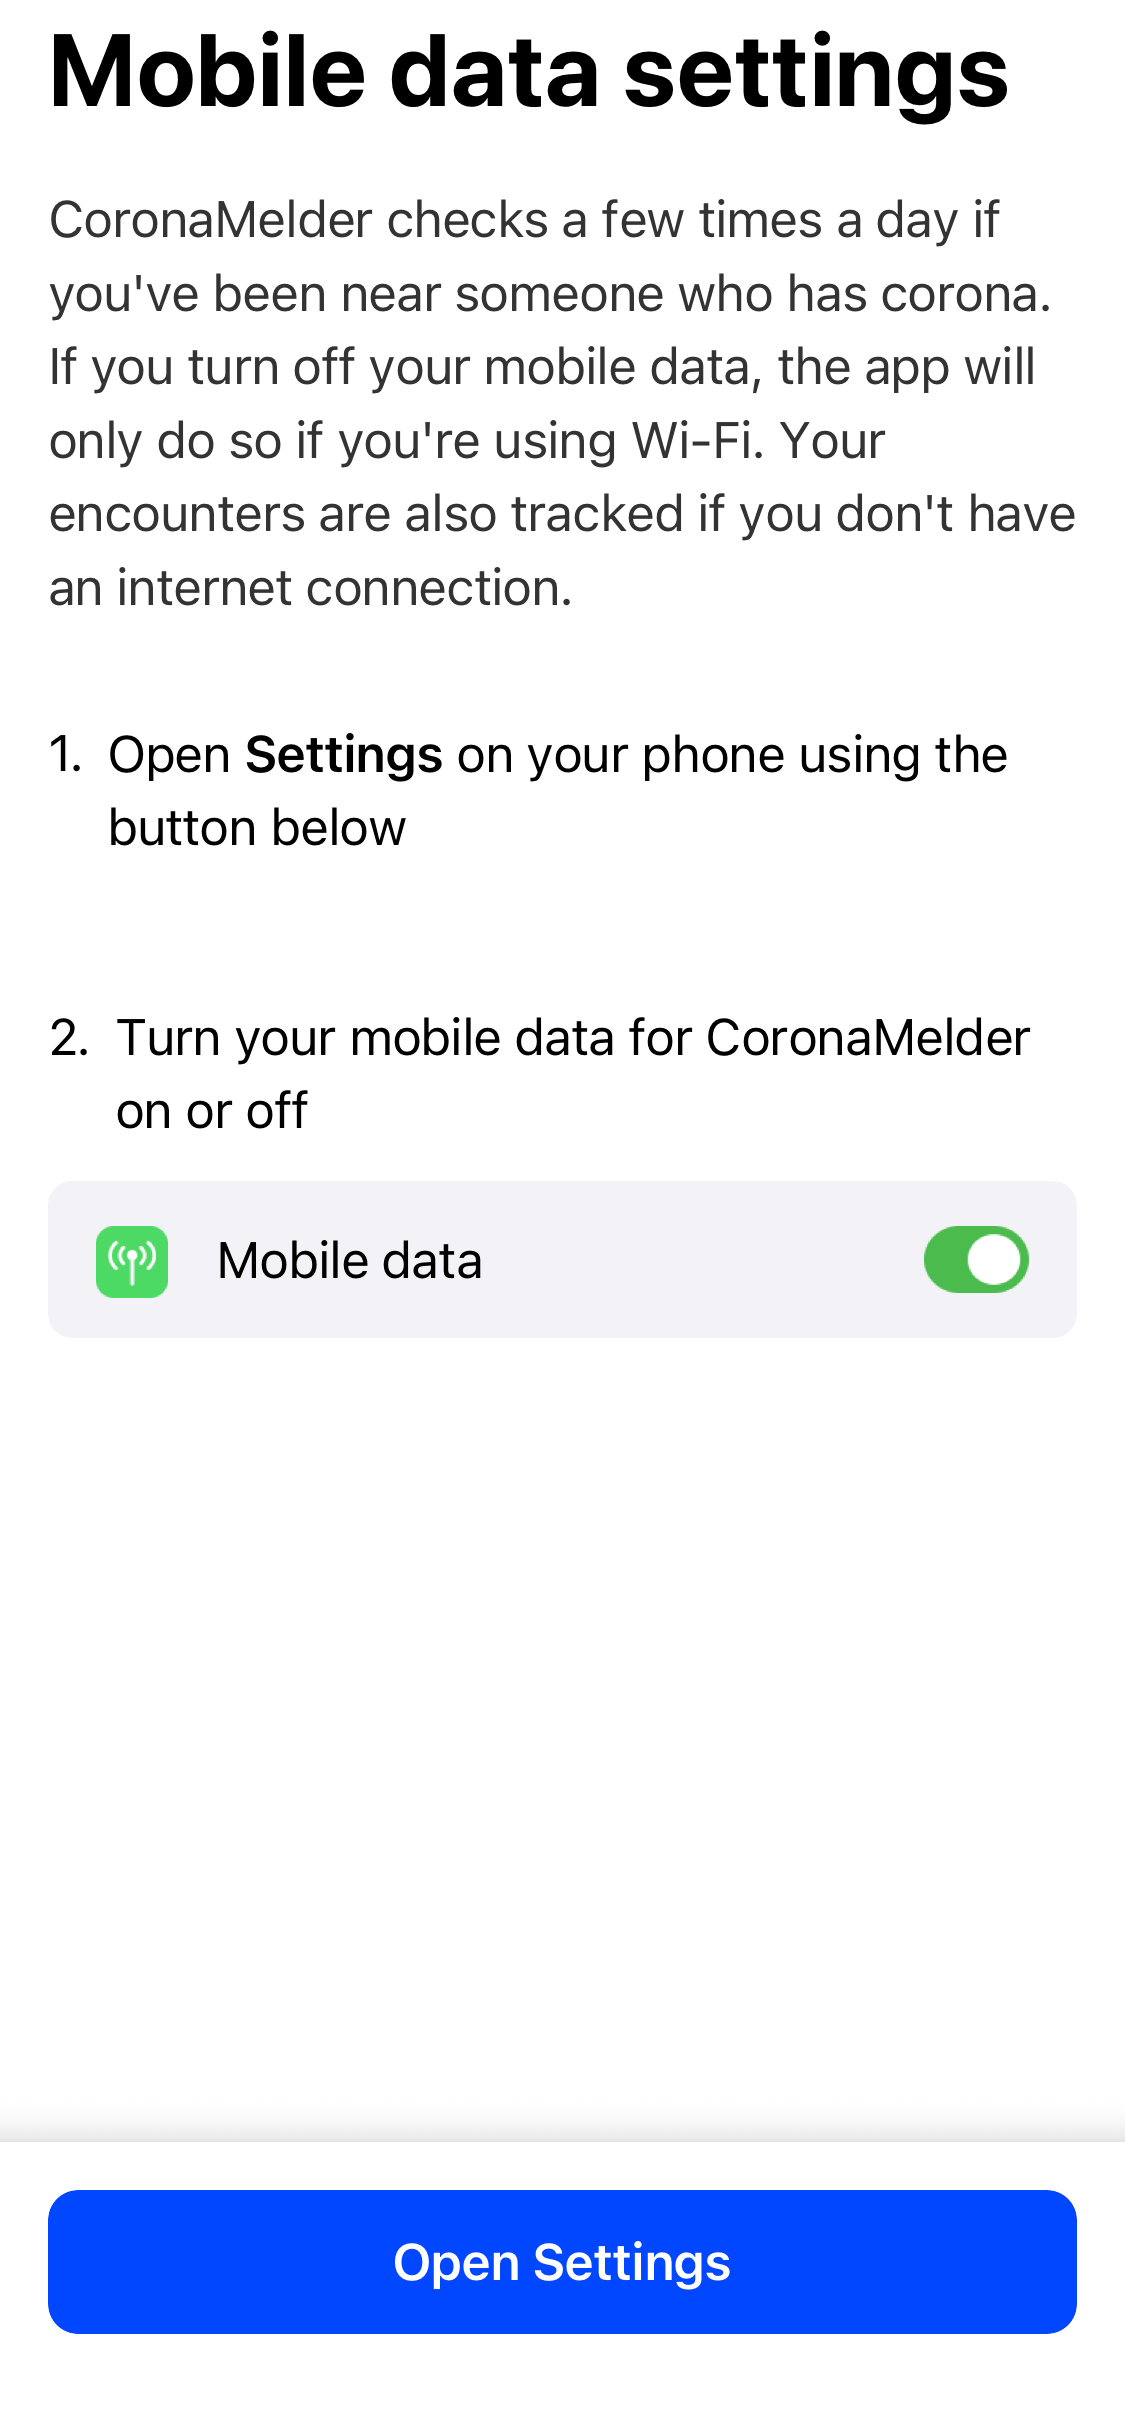 Mobile data settings
CoronaMelder checks a few times a day if
you've been near someone who has corona.
If you turn off your mobile data, the app will
only do so if you're using Wi-Fi. Your
encounters are also tracked if you don't have
an internet connection.
1. Open Settings on your phone using the
button below
2. Turn your mobile data for CoronaMelder
on or off
Mobile data
Open Settings